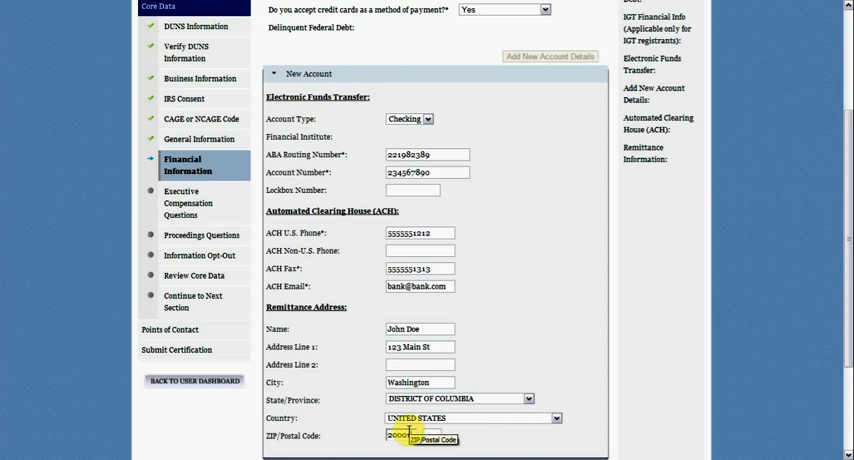 Core Data
DUNS Information
Verify DUNS
Information
Business Information
IRS Consent
CAGE or NCAGE Code
General Information
Financial
Information
Executive
Compensation
Questions
Proceedings Questions
Information Opt-Out
Review Core Data
Continue to Next
Section
Points of Contact
Submit Certification
BACK TO USER DASHBOARD
Do you accept credit cards as a method of payment?* Yes
Delinquent Federal Debt:
Add New Account Details
New Account
Electronic Funds Transfer:
Account Type: Checking
Financial Institute:
ABA Routing Number*: 221982389
Account Number*: 234567890
Lockbox Number:
Automated Clearing House (ACH):
ACH U.S. Phone*: 5555551212
ACH Non-U.S. Phone:
ACH Fax*: 5555551313
ACH Email*: bank@bank.com
Remittance Address:
Name: John Doe
Address Line 1: 123 Main St
Address Line 2:
City: Washington
State/Province: DISTRICT OF COLUMBIA
Country: UNITED STATES
ZIP/Postal Code:
ZIP/Postal Code
IGT Financial Info
(Applicable only for
IGT registrants):
Electronic Funds
Transfer:
Add New Account
Details:
Automated Clearing
House (ACH):
Remittance
Information: